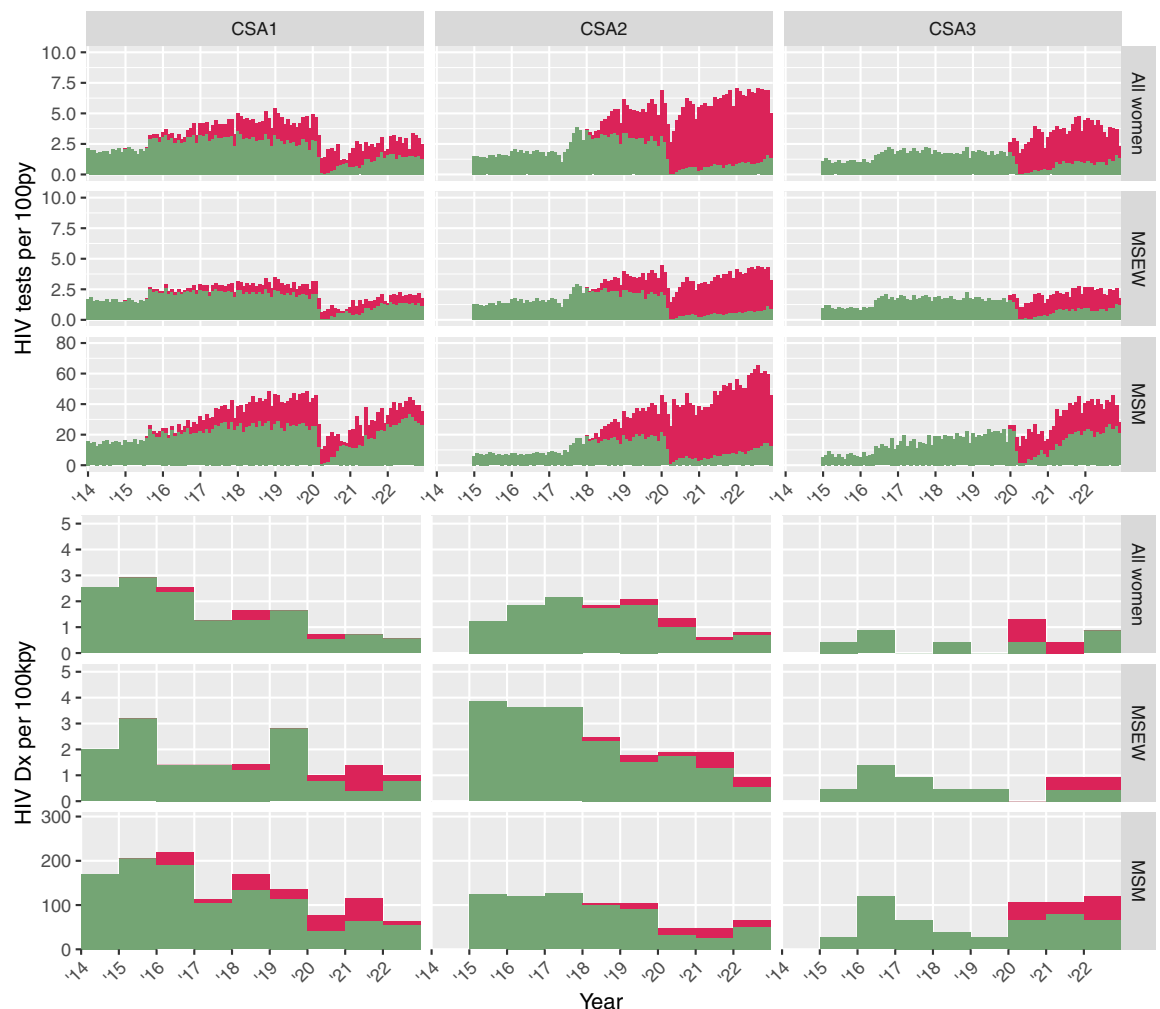 CSA1 CSA2 CSA3
HIV tests per 100py
10.0
7.5
5.0
2.5
0.0
All women
10.0
7.5
5.0
2.5
0.0
MSEW
80
60
40
20
0
MSM
'14 '15 '16 '17 '18 '19 '20 '21 '22 '14 '15 '16 '17 '18 '19 '20 '21 '22 '14 '15 '16 '17 '18 '19 '20 '21 '22
HIV Dx per 100kpy
5
4
3
2
1
0
All women
5
4
3
2
1
0
MSEW
300
200
100
0
MSM
'14 '15 '16 '17 '18 '19 '20 '21 '22 '14 '15 '16 '17 '18 '19 '20 '21 '22 '14 '15 '16 '17 '18 '19 '20 '21 '22
Year